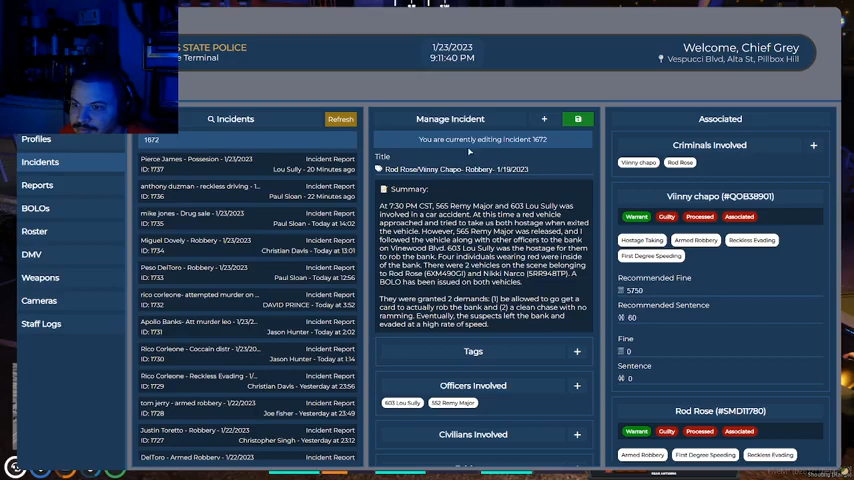 STATE POLICE
Terminal
1/23/2023
9:11:40 PM
Welcome, Chief Grey
Vespucci Blvd, Alta St, Pillbox Hill
Profiles
Incidents
Reports
BOLOs
Roster
DMV
Weapons
Cameras
Staff Logs
Incidents
Refresh
1672
Pierce James - Possesion - 1/23/2023
Incident Report
ID: 1737
Lou Sully - 20 Minutes ago
anthony duzman - reckless driving - 1...
Incident Report
ID: 1736
Paul Sloan - 22 Minutes ago
mike jones - Drug sale - 1/23/2023
Incident Report
ID: 1735
Paul Sloan - Today at 14:02
Miguel Dovely - Robbery - 1/23/2023
Incident Report
ID: 1734
Christian Davis - Today at 13:01
Peso DelToro - Robbery - 1/23/2023
Incident Report
ID: 1733
Paul Sloan - Today at 12:56
rico corleone- attempted murder on ...
Incident Report
ID: 1732
DAVID PRINCE - Today at 3:52
Apollo Banks- Att murder leo - 1/23/2...
Incident Report
ID: 1731
Jason Hunter - Today at 2:02
Rico Corleone - Coccain distr - 1/23/20...
Incident Report
ID: 1730
Jason Hunter - Today at 1:14
Rico Corleone - Reckless Evading - 1/2...
Incident Report
ID: 1729
Christian Davis - Yesterday at 23:56
tom jerry - armed robbery - 1/22/2023
Incident Report
ID: 1728
Joe fisher - Yesterday at 23:49
Justin Toretto - Robbery - 1/22/2023
Incident Report
ID: 1727
Christopher Singh - Yesterday at 23:12
DelToro - Armed Robbery - 1/22/2023
Incident Report
Manage Incident
You are currently editing Incident 1672
Title
Rod Rose/Viinny Chapo- Robbery- 1/19/2023
Summary:
At 7:30 PM CST, 565 Remy Major and 603 Lou Sully was
involved in a car accident. At this time a red vehicle
approached and tried to take us both hostage when exited
the vehicle. However, 565 Remy Major was released, and I
followed the vehicle along with other officers to the bank
on Vinewood Blvd. 603 Lou Sully was the hostage for them
to rob the bank. Four individuals wearing red were inside
of the bank. There were 2 vehicles on the scene belonging
to Rod Rose (6XM490GI) and Nikki Narco (5RR948TP). A
BOLO has been issued on both vehicles.
They were granted 2 demands: (1) be allowed to go get a
card to actually rob the bank and (2) a clean chase with no
ramming. Eventually, the suspects left the bank and
evaded at a high rate of speed.
Tags
Officers Involved
603 Lou Sully
552 Remy Major
Civilians Involved
Associated
Criminals Involved
Viinny chapo
Rod Rose
Viinny chapo (#QOB38901)
Warrant
Guilty
Processed
Associated
Hostage Taking
Armed Robbery
Reckless Evading
First Degree Speeding
Recommended Fine
5750
Recommended Sentence
60
Fine
0
Sentence
0
Rod Rose (#SMD11780)
Warrant
Guilty
Processed
Associated
Armed Robbery
First Degree Speeding
Reckless Evading